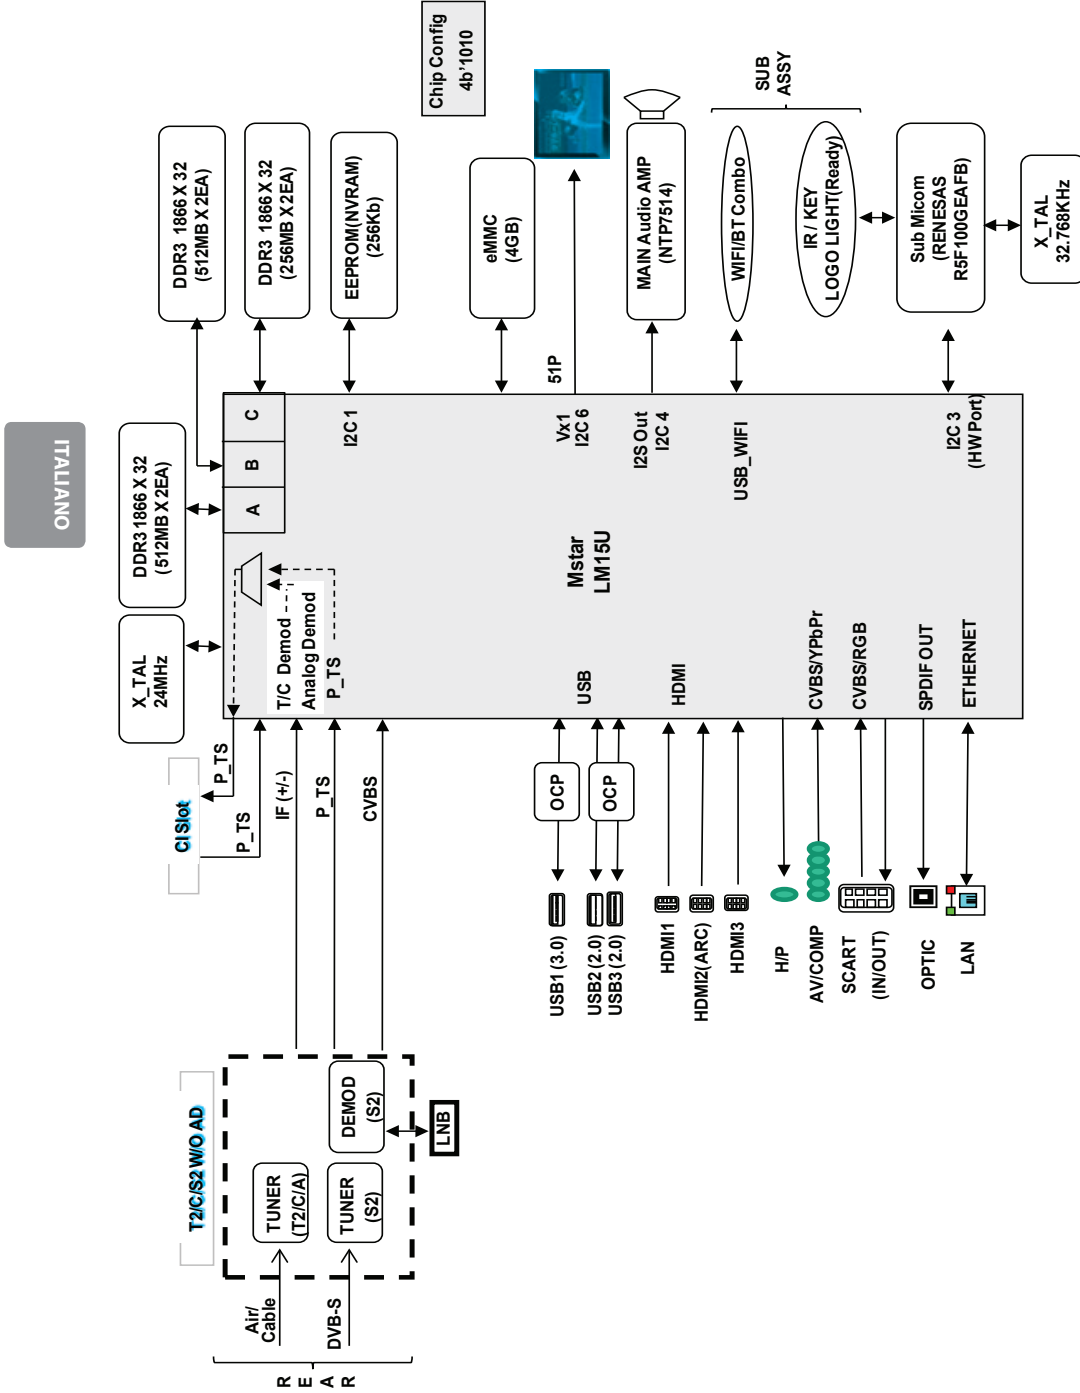 ITALIANO
Chip Config
4b'1010
X_TAL
24MHz
DDR3 1866 X 32
(512MB X 2EA)
DDR3 1866 X 32
(512MB X 2EA)
DDR3 1866 X 32
(256MB X 2EA)
EEPROM(NVRAM)
(256Kb)
eMMC
(4GB)
51P
MAIN Audio AMP
(NTP7514)
WIFI/BT Combo
IR / KEY
LOGO LIGHT(Ready)
SUB
ASSY
Sub Micom
(RENESAS
R5F100GEAFB)
X_TAL
32.768KHz
A
B
C
I2C 1
Vx1
I2C 6
I2S Out
I2C 4
USB_WIFI
I2C 3
(HW Port)
Mstar
LM15U
T/C Demod
Analog Demod
P_TS
USB
HDMI
CVBS/YPbPr
CVBS/RGB
SPDIF OUT
ETHERNET
CI Slot
P_TS
P_TS
IF (+/-)
P_TS
CVBS
OCP
OCP
USB1 (3.0)
USB2 (2.0)
USB3 (2.0)
HDMI1
HDMI2(ARC)
HDMI3
H/P
AV/COMP
SCART
(IN/OUT)
OPTIC
LAN
T2/C/S2 W/O AD
TUNER
(T2/C/A)
TUNER
(S2)
DEMOD
(S2)
LNB
Air/
Cable
DVB-S
R
E
A
R